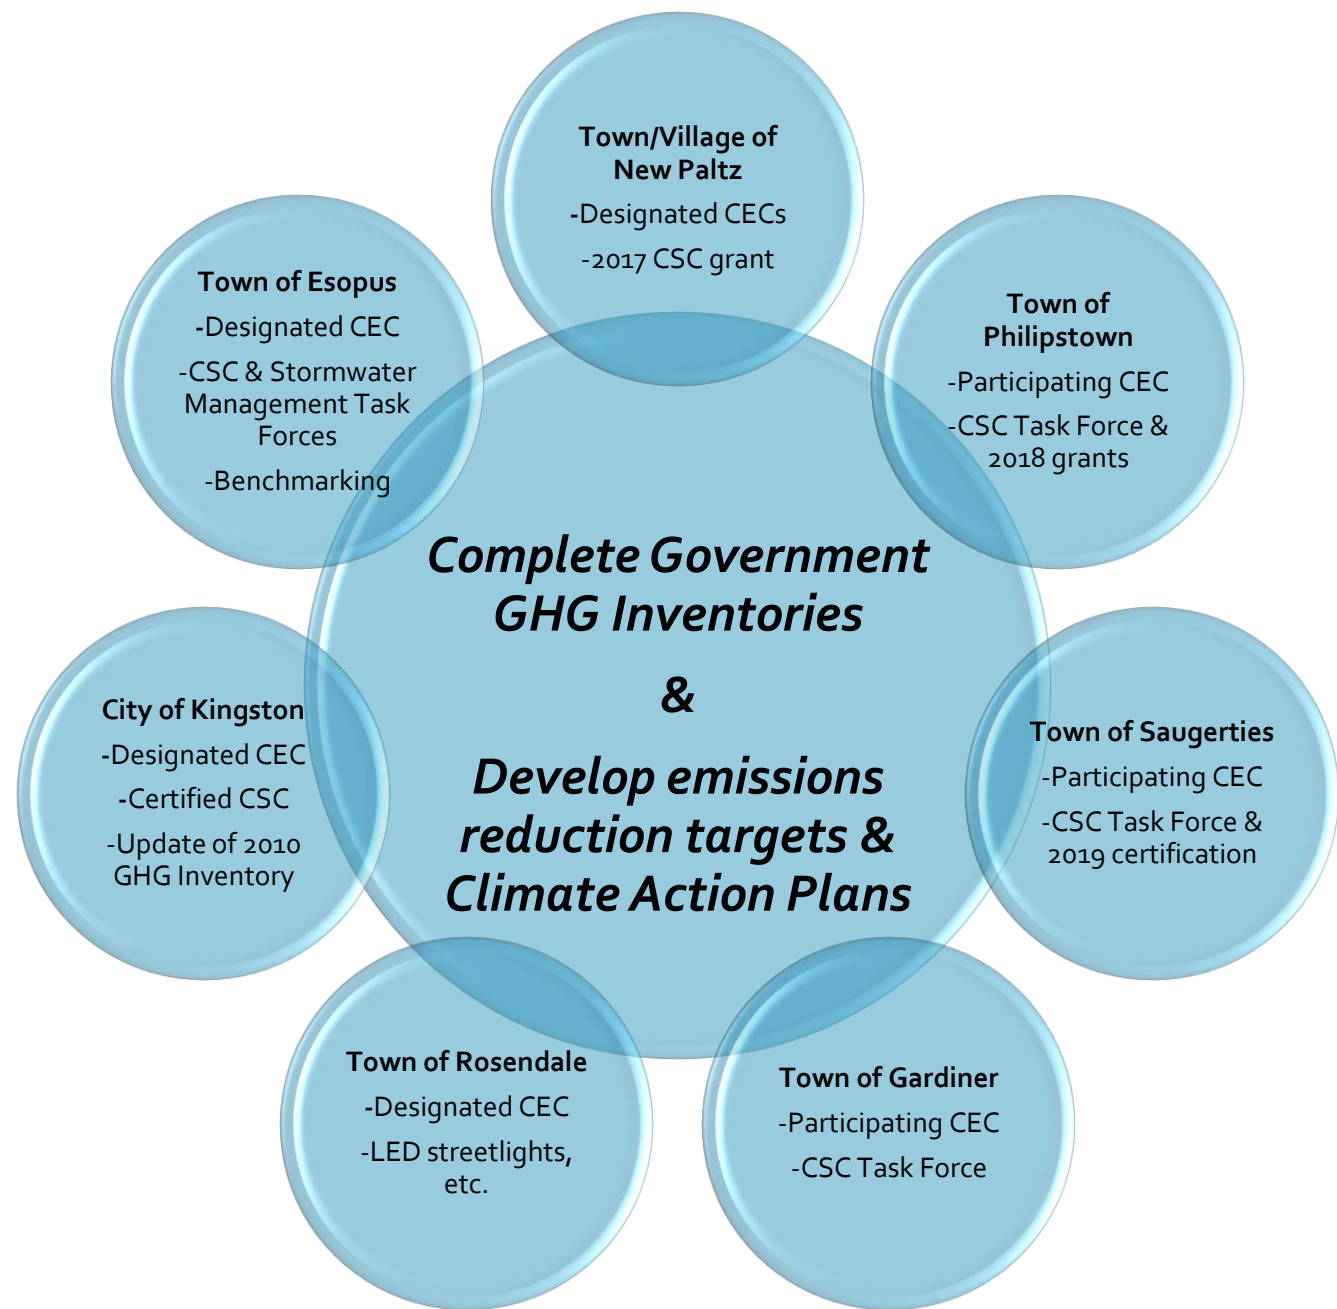 Town/Village of
New Paltz
-Designated CECs
-2017 CSC grant
Town of
Philipstown
-Participating CEC
-CSC Task Force &
2018 grants
Town of Saugerties
-Participating CEC
-CSC Task Force &
2019 certification
Town of Gardiner
-Participating CEC
-CSC Task Force
Town of Rosendale
-Designated CEC
-LED streetlights,
etc.
City of Kingston
-Designated CEC
-Certified CSC
-Update of 2010
GHG Inventory
Town of Esopus
-Designated CEC
-CSC & Stormwater
Management Task
Forces
-Benchmarking
Complete Government
GHG Inventories
&
Develop emissions
reduction targets &
Climate Action Plans